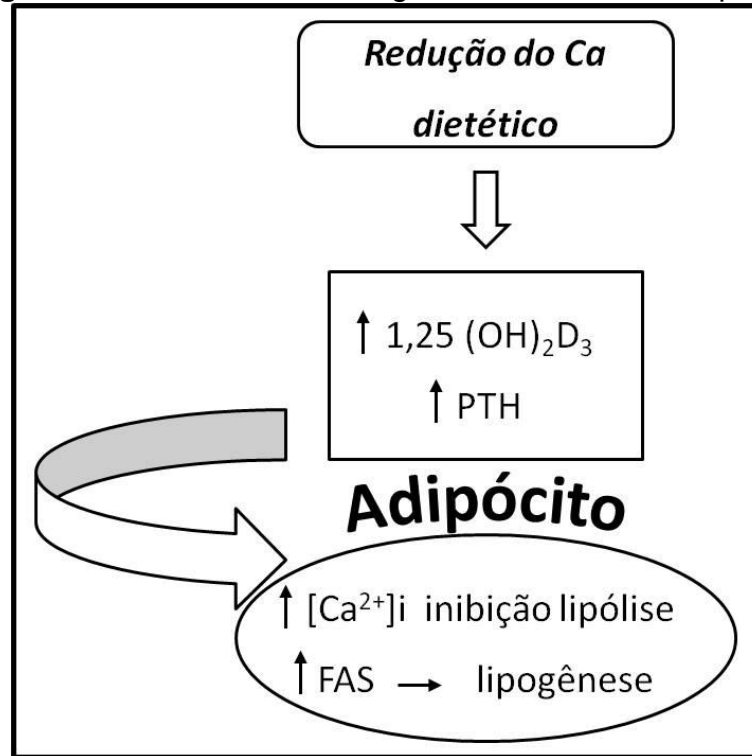 Redução do Ca
dietético
↑ 1,25 (OH)₂D₃
↑ PTH
Adipócito
↑ [Ca²⁺]i inibição lipólise
↑ FAS → lipogênese